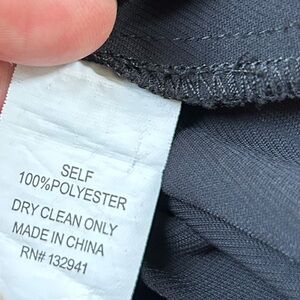 SELF
100%POLYESTER
DRY CLEAN ONLY
MADE IN CHINA
RN# 132941